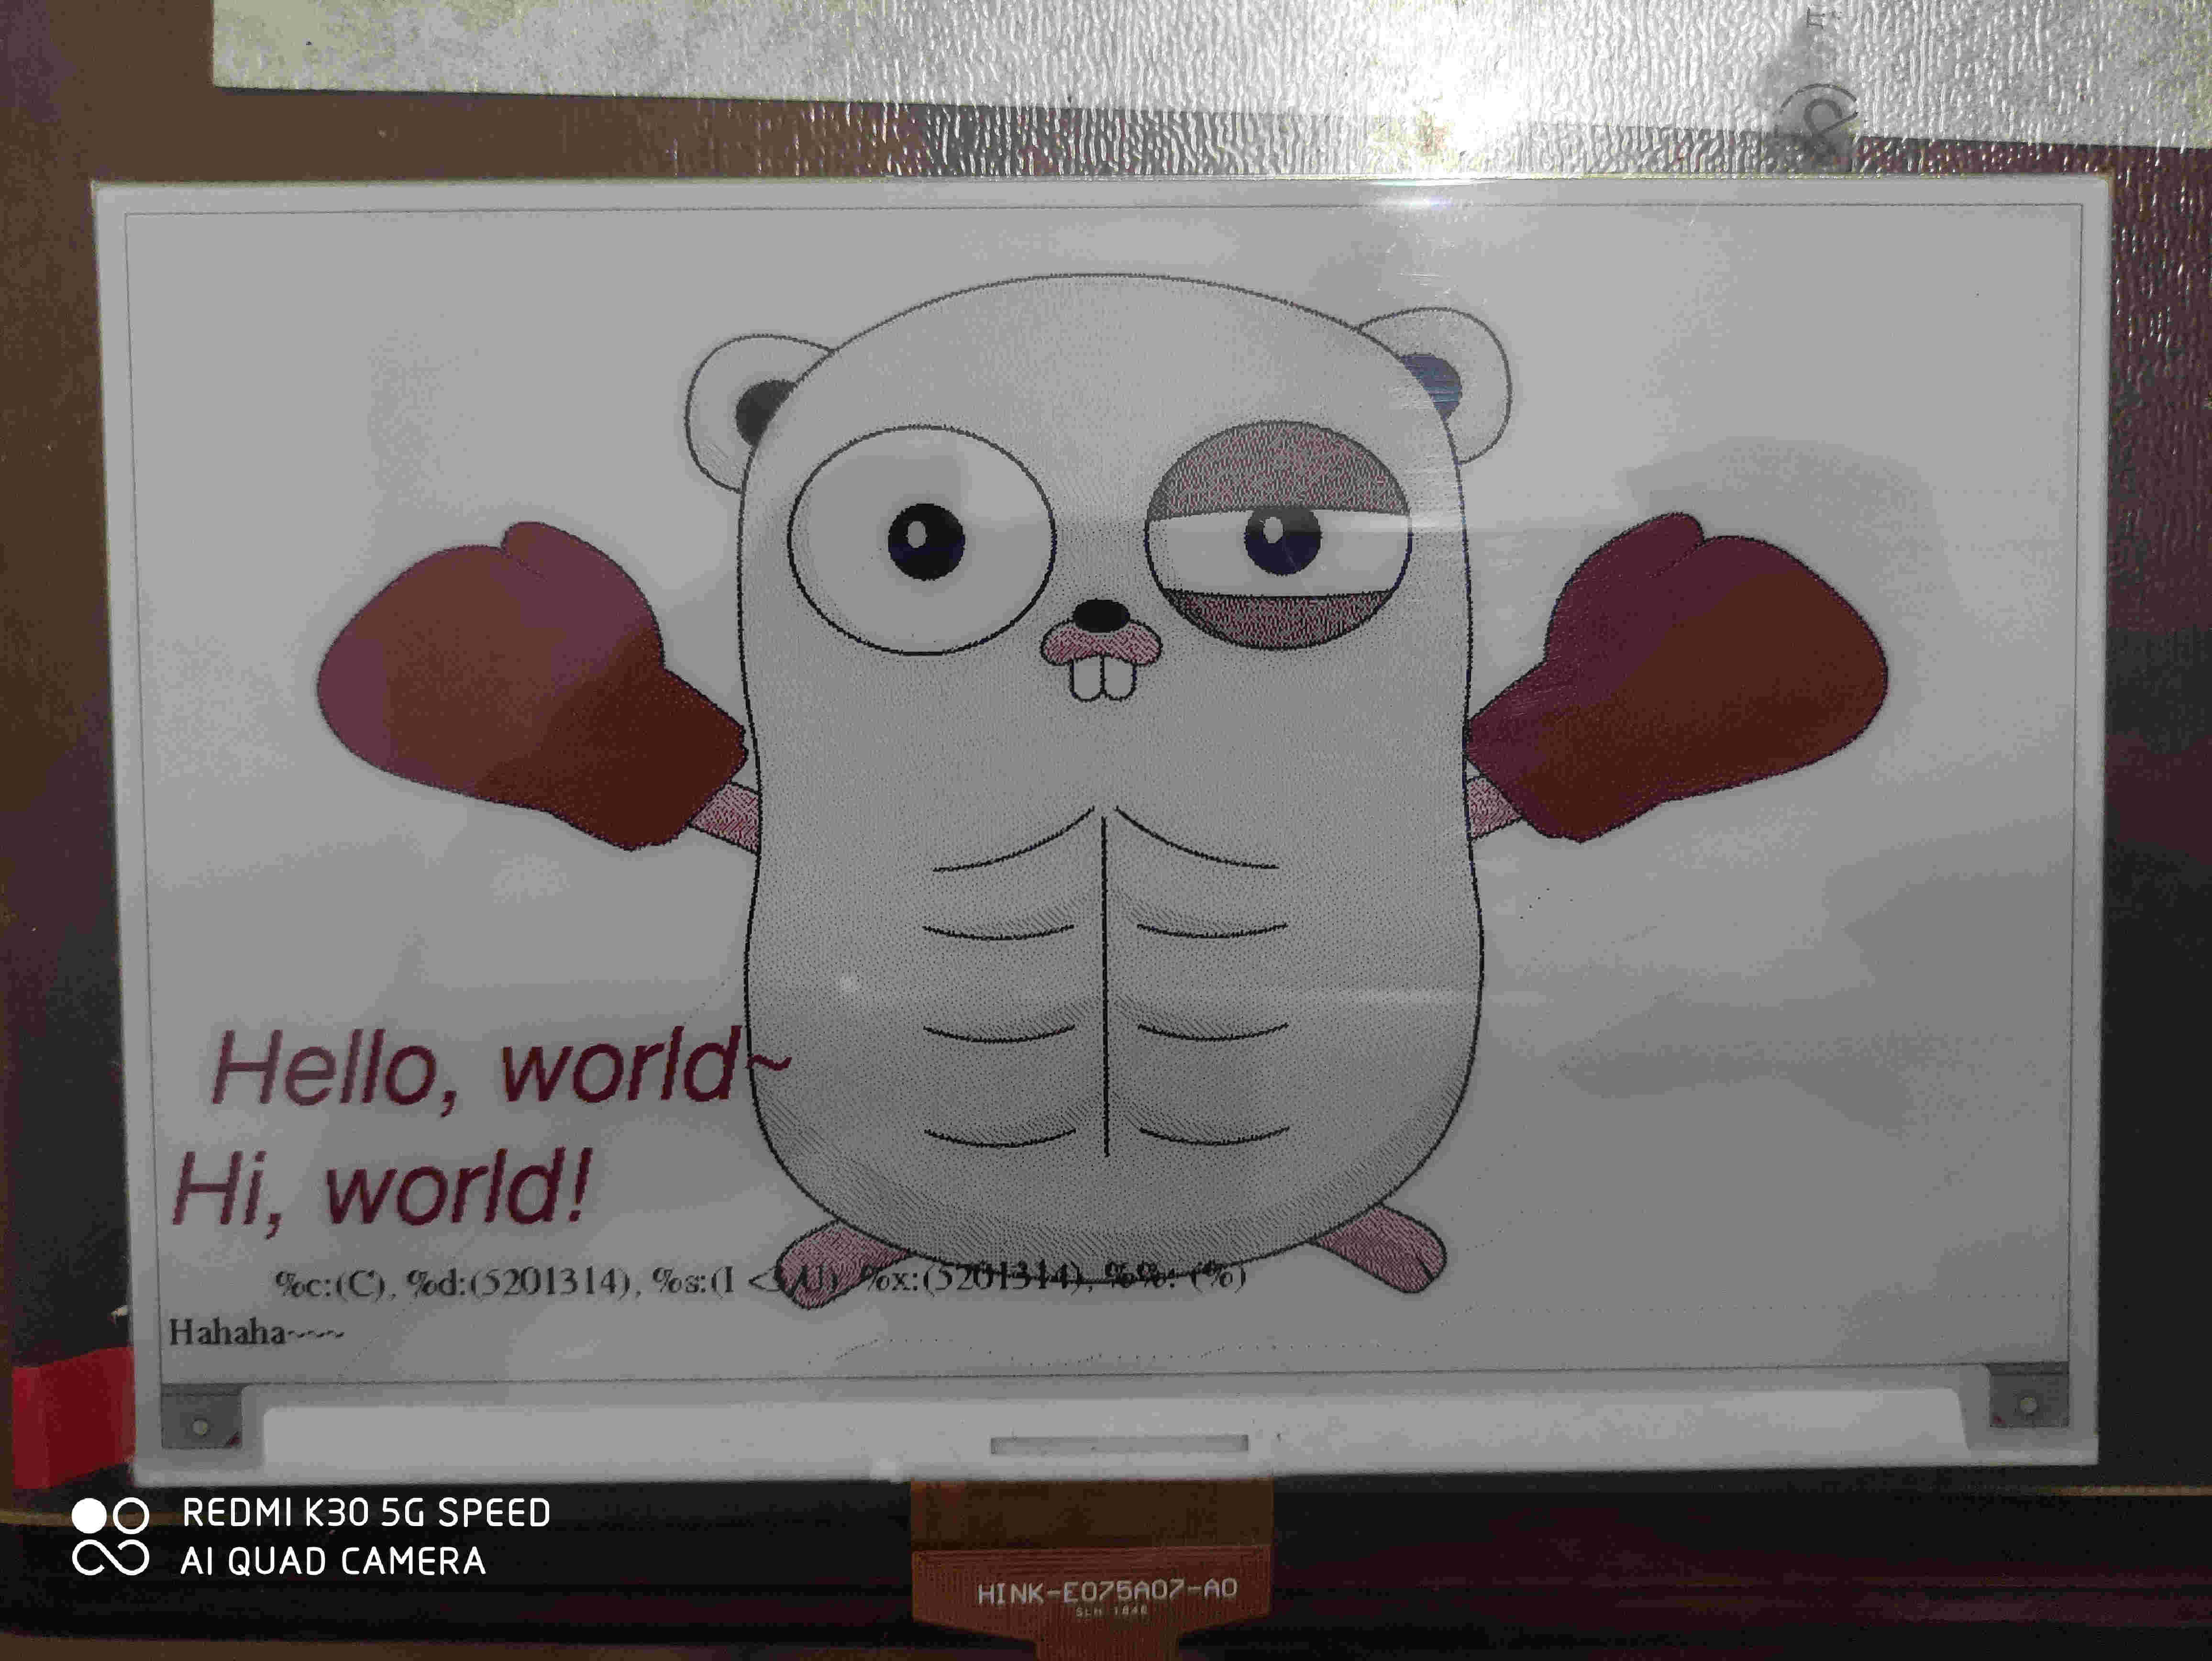 Hello, world~
Hi, world!
%c:(C), %d:(5201314), %s:(I <3 U), %x:(5201314), %%: (%)
Hahaha~~~~
REDMI K30 5G SPEED
AI QUAD CAMERA
HINK-E075A07-A0